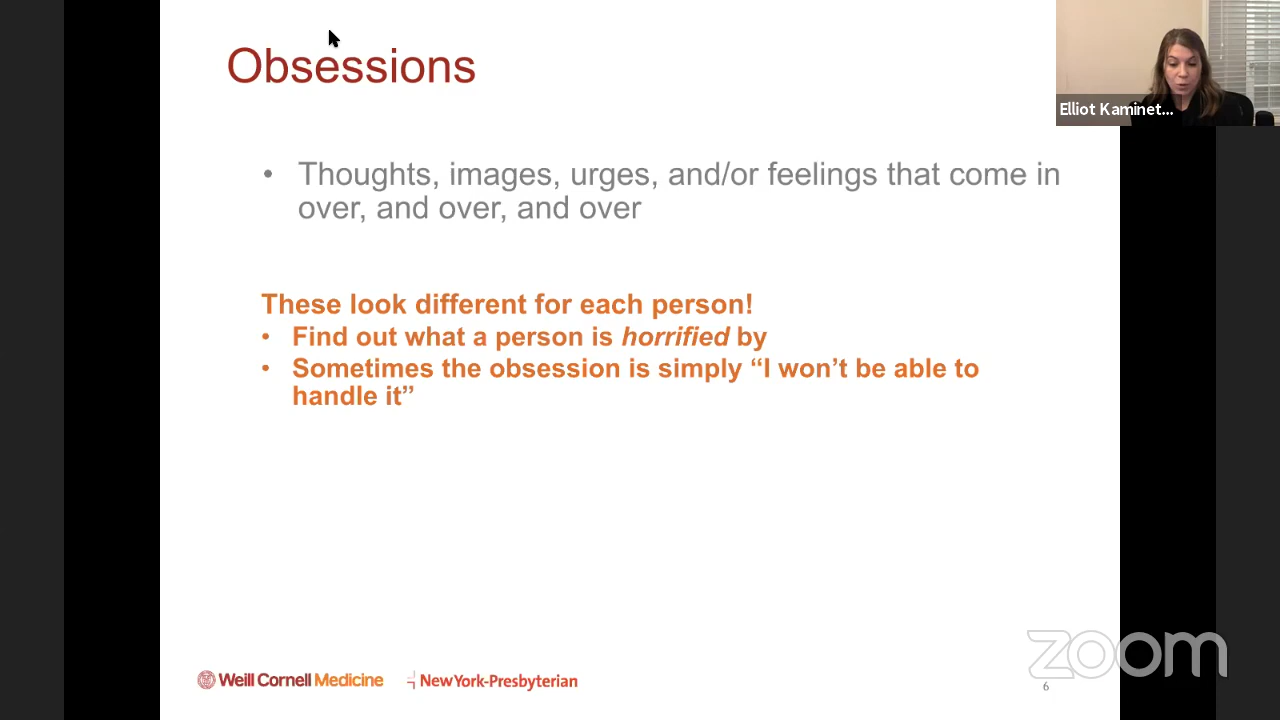 Obsessions
Elliot Kaminet...
• Thoughts, images, urges, and/or feelings that come in
over, and over, and over
These look different for each person!
• Find out what a person is horrified by
• Sometimes the obsession is simply “I won’t be able to
handle it”
zoom
Weill Cornell Medicine NewYork-Presbyterian
6